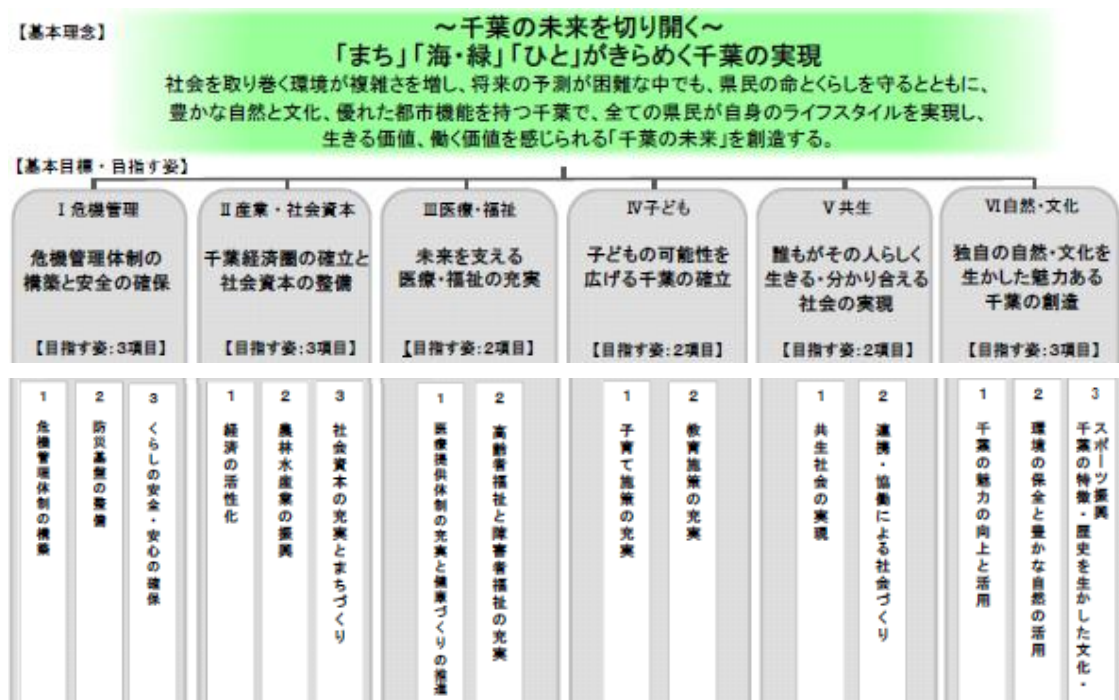 【基本理念】
～千葉の未来を切り開く～
「まち」「海・緑」「ひと」がきらめく千葉の実現
社会を取り巻く環境が複雑さを増し、将来の予測が困難な中でも、県民の命とくらしを守るとともに、
豊かな自然と文化、優れた都市機能を持つ千葉で、全ての県民が自身のライフスタイルを実現し、
生きる価値、働く価値を感じられる「千葉の未来」を創造する。
【基本目標・目指す姿】
Ⅰ危機管理
危機管理体制の
構築と安全の確保
【目指す姿:3項目】
Ⅱ産業・社会資本
千葉経済圏の確立と
社会資本の整備
【目指す姿:3項目】
Ⅲ医療・福祉
未来を支える
医療・福祉の充実
【目指す姿:2項目】
Ⅳ子ども
子どもの可能性を
広げる千葉の確立
【目指す姿:2項目】
Ⅴ共生
誰もがその人らしく
生きる・分かり合える
社会の実現
【目指す姿:2項目】
Ⅵ自然・文化
独自の自然・文化を
生かした魅力ある
千葉の創造
【目指す姿:3項目】
1 危機管理体制の構築
2 防災基盤の整備
3 くらしの安全・安心の確保
1 経済の活性化
2 農林水産業の振興
3 社会資本の充実とまちづくり
1 医療提供体制の充実と健康づくりの推進
2 高齢者福祉と障害者福祉の充実
1 子育て施策の充実
2 教育施策の充実
1 共生社会の実現
2 連携・協働による社会づくり
1 千葉の魅力の向上と活用
2 環境の保全と豊かな自然の活用
3 千葉の特徴・歴史を生かした文化・
スポーツ振興